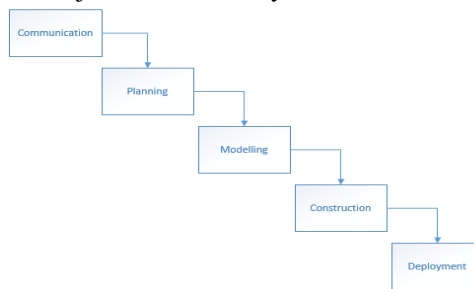 Communication
Planning
Modelling
Construction
Deployment